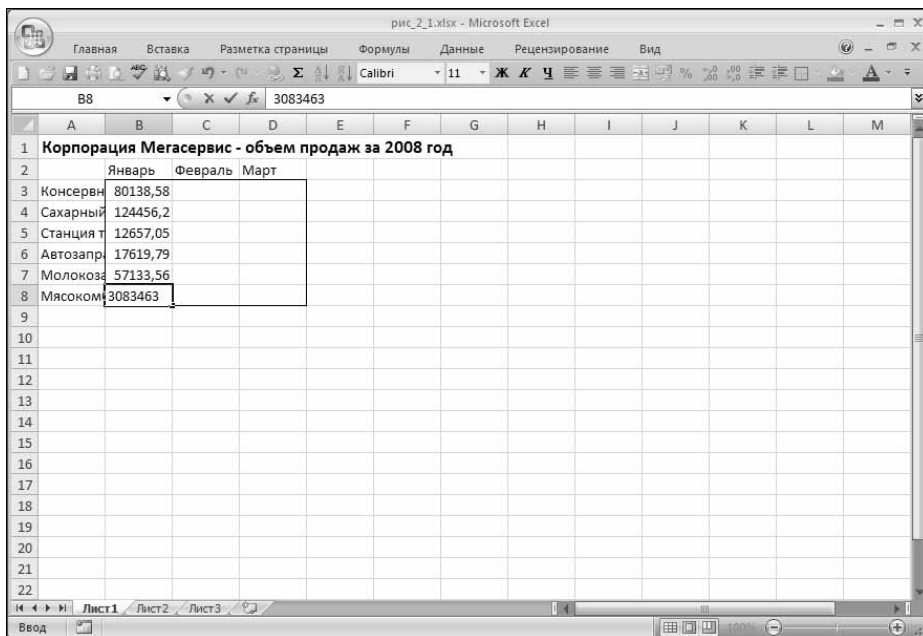 рис_2_1.xlsx - Microsoft Excel
Главная Вставка Разметка страницы Формулы Данные Рецензирование Вид
Calibri 11 Ж К Ч % A
B8 fx 3083463
A B C D E F G H I J K L M
1 Корпорация Мегасервис - объем продаж за 2008 год
2 Январь Февраль Март
3 Консервн 80138,58
4 Сахарный 124456,2
5 Станция т 12657,05
6 Автозапра 17619,79
7 Молокоза 57133,56
8 Мясоком 3083463
9
10
11
12
13
14
15
16
17
18
19
20
21
22
Лист1 Лист2 Лист3
Ввод 100%